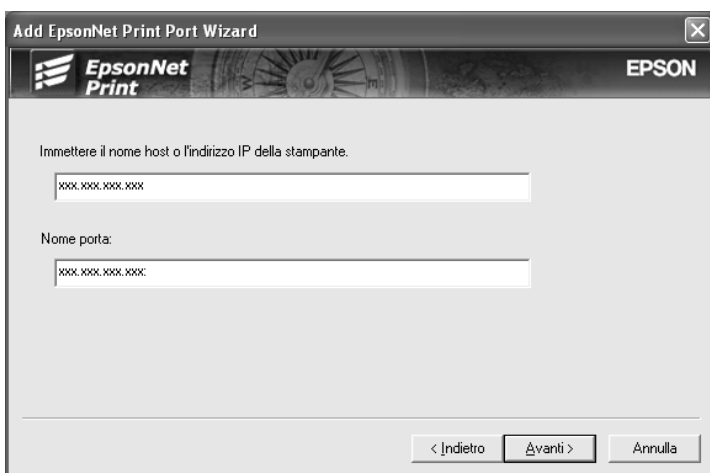 Add EpsonNet Print Port Wizard
EpsonNet
Print
EPSON
W
E
Immettere il nome host o l'indirizzo IP della stampante.
xxx.xxx.xxx.xxx
Nome porta:
xxx.xxx.xxx.xxx:
< Indietro
Avanti >
Annulla